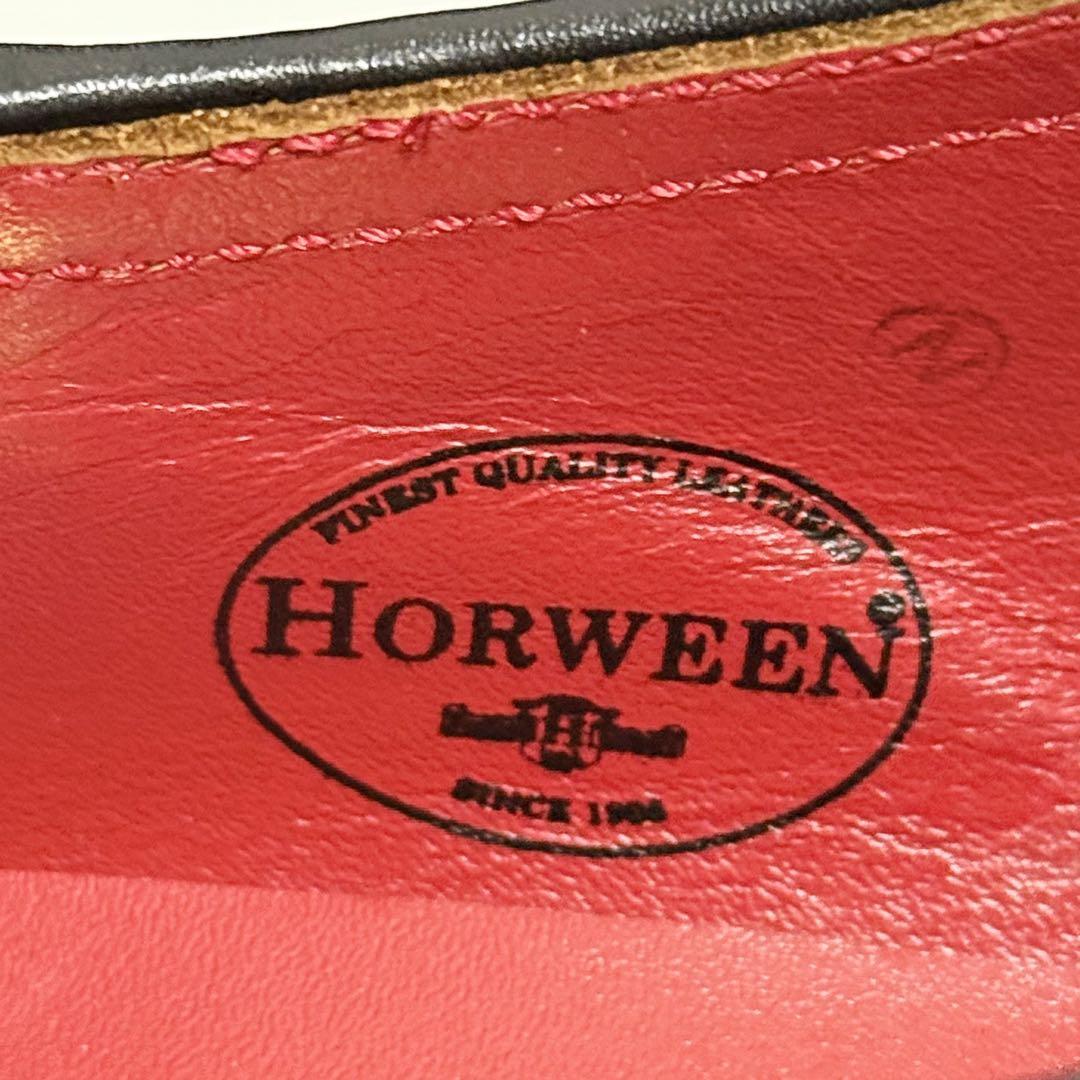 FINEST QUALITY LEATHER
HORWEEN
H
SINCE 1905